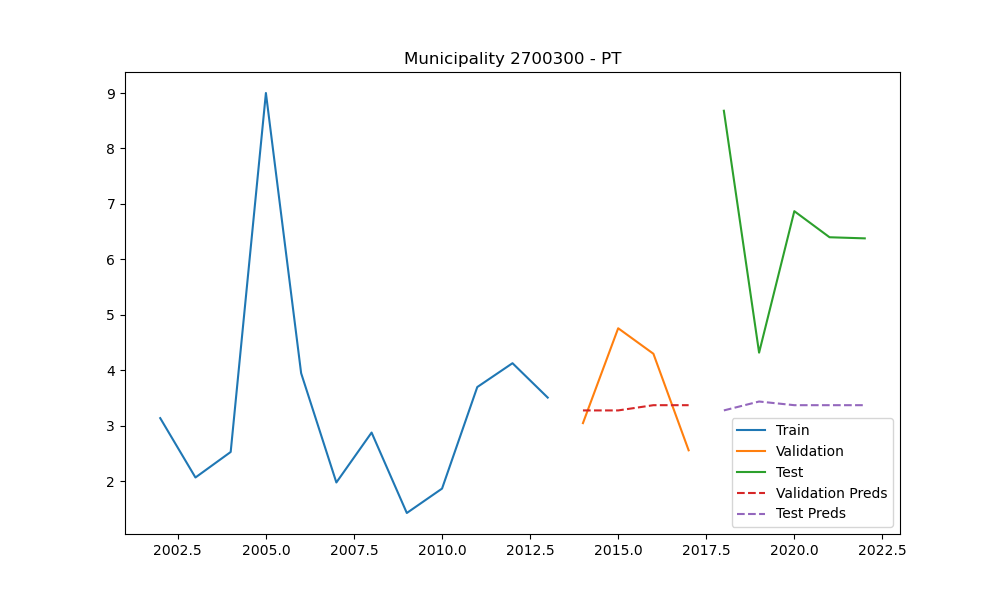 Municipality 2700300 - PT
9
8
7
6
5
4
3
2
2002.5 2005.0 2007.5 2010.0 2012.5 2015.0 2017.5 2020.0 2022.5
Train
Validation
Test
Validation Preds
Test Preds